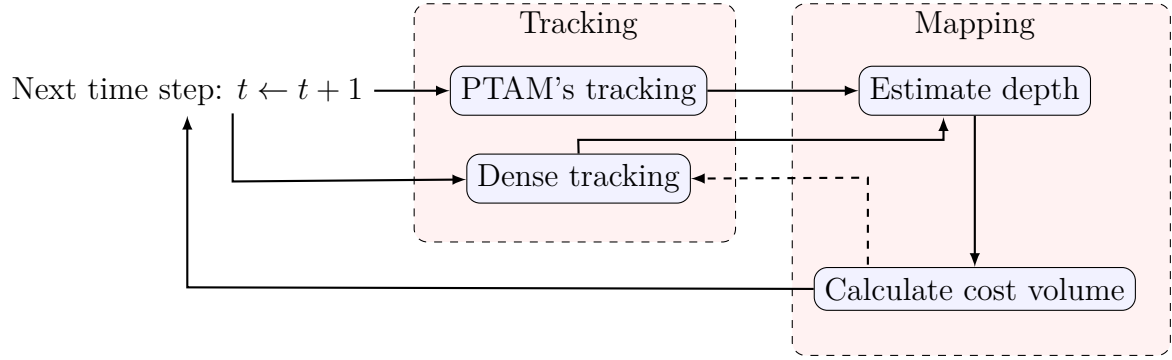 Tracking
Mapping
Next time step: t ← t + 1
PTAM's tracking
Estimate depth
Dense tracking
Calculate cost volume